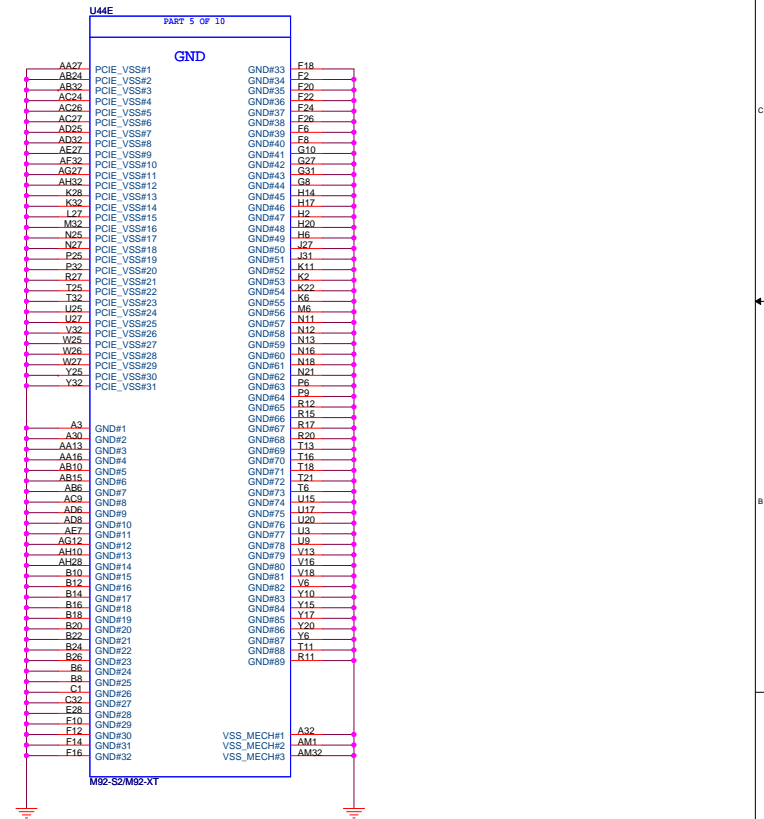 U44E
PART 5 OF 10
GND
AA27 PCIE_VSS#1 GND#33 F18
AB24 PCIE_VSS#2 GND#34 F2
AB32 PCIE_VSS#3 GND#35 F20
AC24 PCIE_VSS#4 GND#36 F22
AC26 PCIE_VSS#5 GND#37 F24
AC27 PCIE_VSS#6 GND#38 F26
AD25 PCIE_VSS#7 GND#39 F6
AD32 PCIE_VSS#8 GND#40 F8
AE27 PCIE_VSS#9 GND#41 G10
AF32 PCIE_VSS#10 GND#42 G27
AG27 PCIE_VSS#11 GND#43 G31
AH32 PCIE_VSS#12 GND#44 G8
K28 PCIE_VSS#13 GND#45 H14
K32 PCIE_VSS#14 GND#46 H17
L27 PCIE_VSS#15 GND#47 H2
M32 PCIE_VSS#16 GND#48 H20
N25 PCIE_VSS#17 GND#49 H6
N27 PCIE_VSS#18 GND#50 J27
P25 PCIE_VSS#19 GND#51 J31
P32 PCIE_VSS#20 GND#52 K11
R27 PCIE_VSS#21 GND#53 K2
T25 PCIE_VSS#22 GND#54 K22
T32 PCIE_VSS#23 GND#55 K6
U25 PCIE_VSS#24 GND#56 M6
U27 PCIE_VSS#25 GND#57 N11
V32 PCIE_VSS#26 GND#58 N12
W25 PCIE_VSS#27 GND#59 N13
W26 PCIE_VSS#28 GND#60 N16
W27 PCIE_VSS#29 GND#61 N18
Y25 PCIE_VSS#30 GND#62 N21
Y32 PCIE_VSS#31 GND#63 P6
GND#64 P9
GND#65 R12
GND#66 R15
A3 GND#1 GND#67 R17
A30 GND#2 GND#68 R20
AA13 GND#3 GND#69 T13
AA16 GND#4 GND#70 T16
AB10 GND#5 GND#71 T18
AB15 GND#6 GND#72 T21
AB6 GND#7 GND#73 T6
AC9 GND#8 GND#74 U15
AD6 GND#9 GND#75 U17
AD8 GND#10 GND#76 U20
AE7 GND#11 GND#77 U3
AG12 GND#12 GND#78 U9
AH10 GND#13 GND#79 V13
AH28 GND#14 GND#80 V16
B10 GND#15 GND#81 V18
B12 GND#16 GND#82 V6
B14 GND#17 GND#83 Y10
B16 GND#18 GND#84 Y15
B18 GND#19 GND#85 Y17
B20 GND#20 GND#86 Y20
B22 GND#21 GND#87 Y6
B24 GND#22 GND#88 T11
B26 GND#23 GND#89 R11
B6 GND#24
B8 GND#25
C1 GND#26
C32 GND#27
E28 GND#28
F10 GND#29
F12 GND#30 VSS_MECH#1 A32
F14 GND#31 VSS_MECH#2 AM1
F16 GND#32 VSS_MECH#3 AM32
M92-S2/M92-XT
C
B